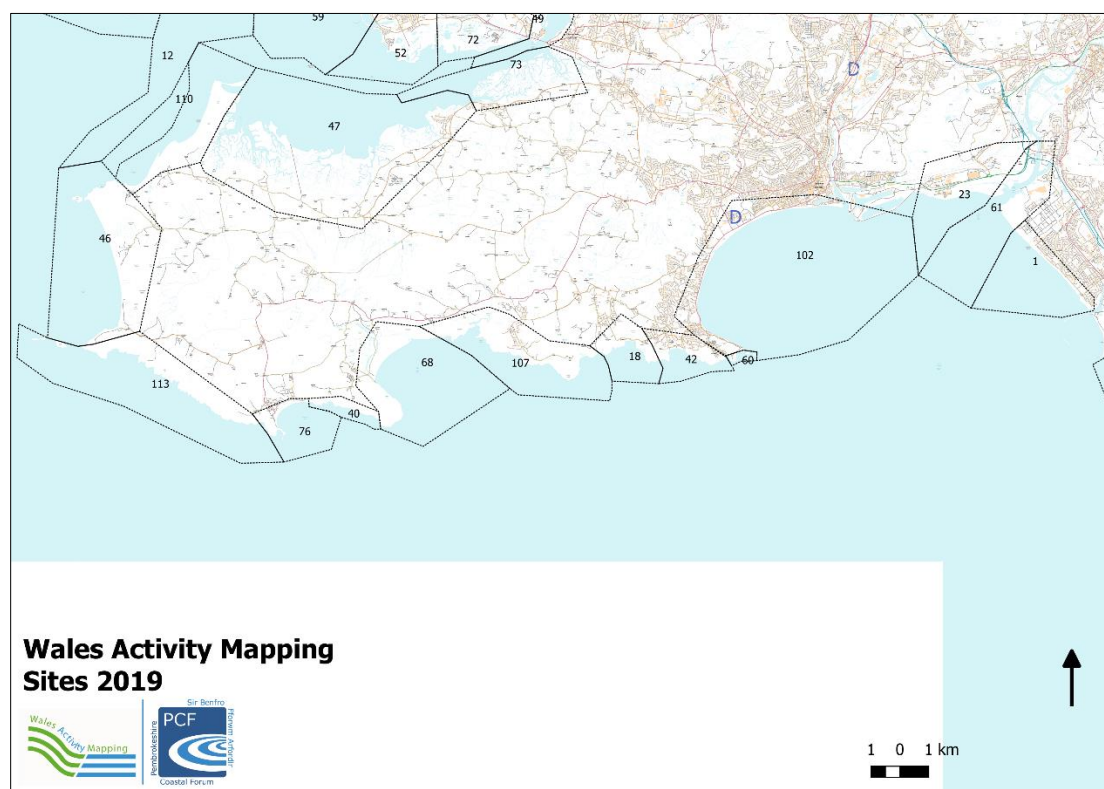 59
49
12
52
72
73
D
110
47
23
61
D
46
102
1
68
107
18
42
60
113
40
76
Wales Activity Mapping
Sites 2019
Wales Activity Mapping
Sir Benfro
Pembrokeshire
PCF
Fforwm Arfordir
Coastal Forum
1 0 1 km